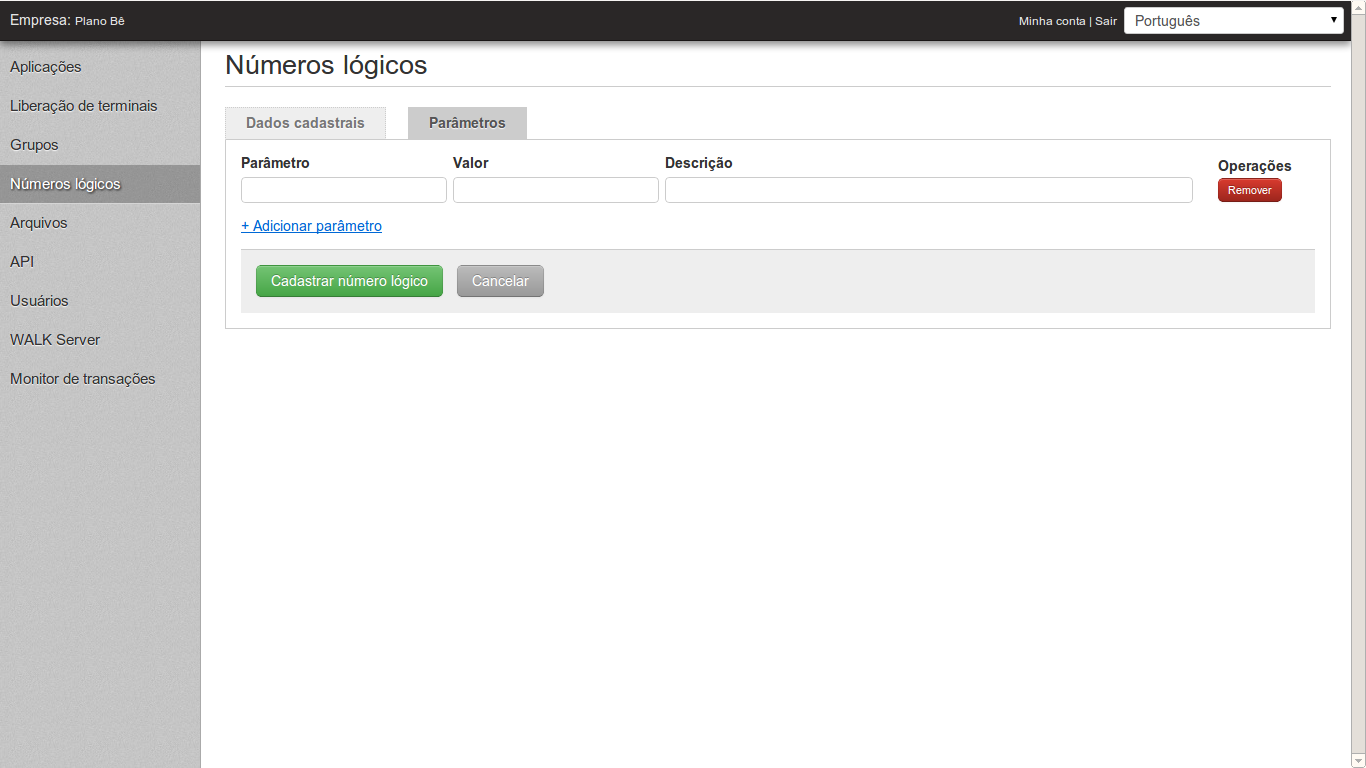 Empresa: Plano Bê
Minha conta | Sair
Português
Aplicações
Liberação de terminais
Grupos
Números lógicos
Arquivos
API
Usuários
WALK Server
Monitor de transações
Números lógicos
Dados cadastrais
Parâmetros
Parâmetro Valor Descrição Operações
Remover
+ Adicionar parâmetro
Cadastrar número lógico
Cancelar